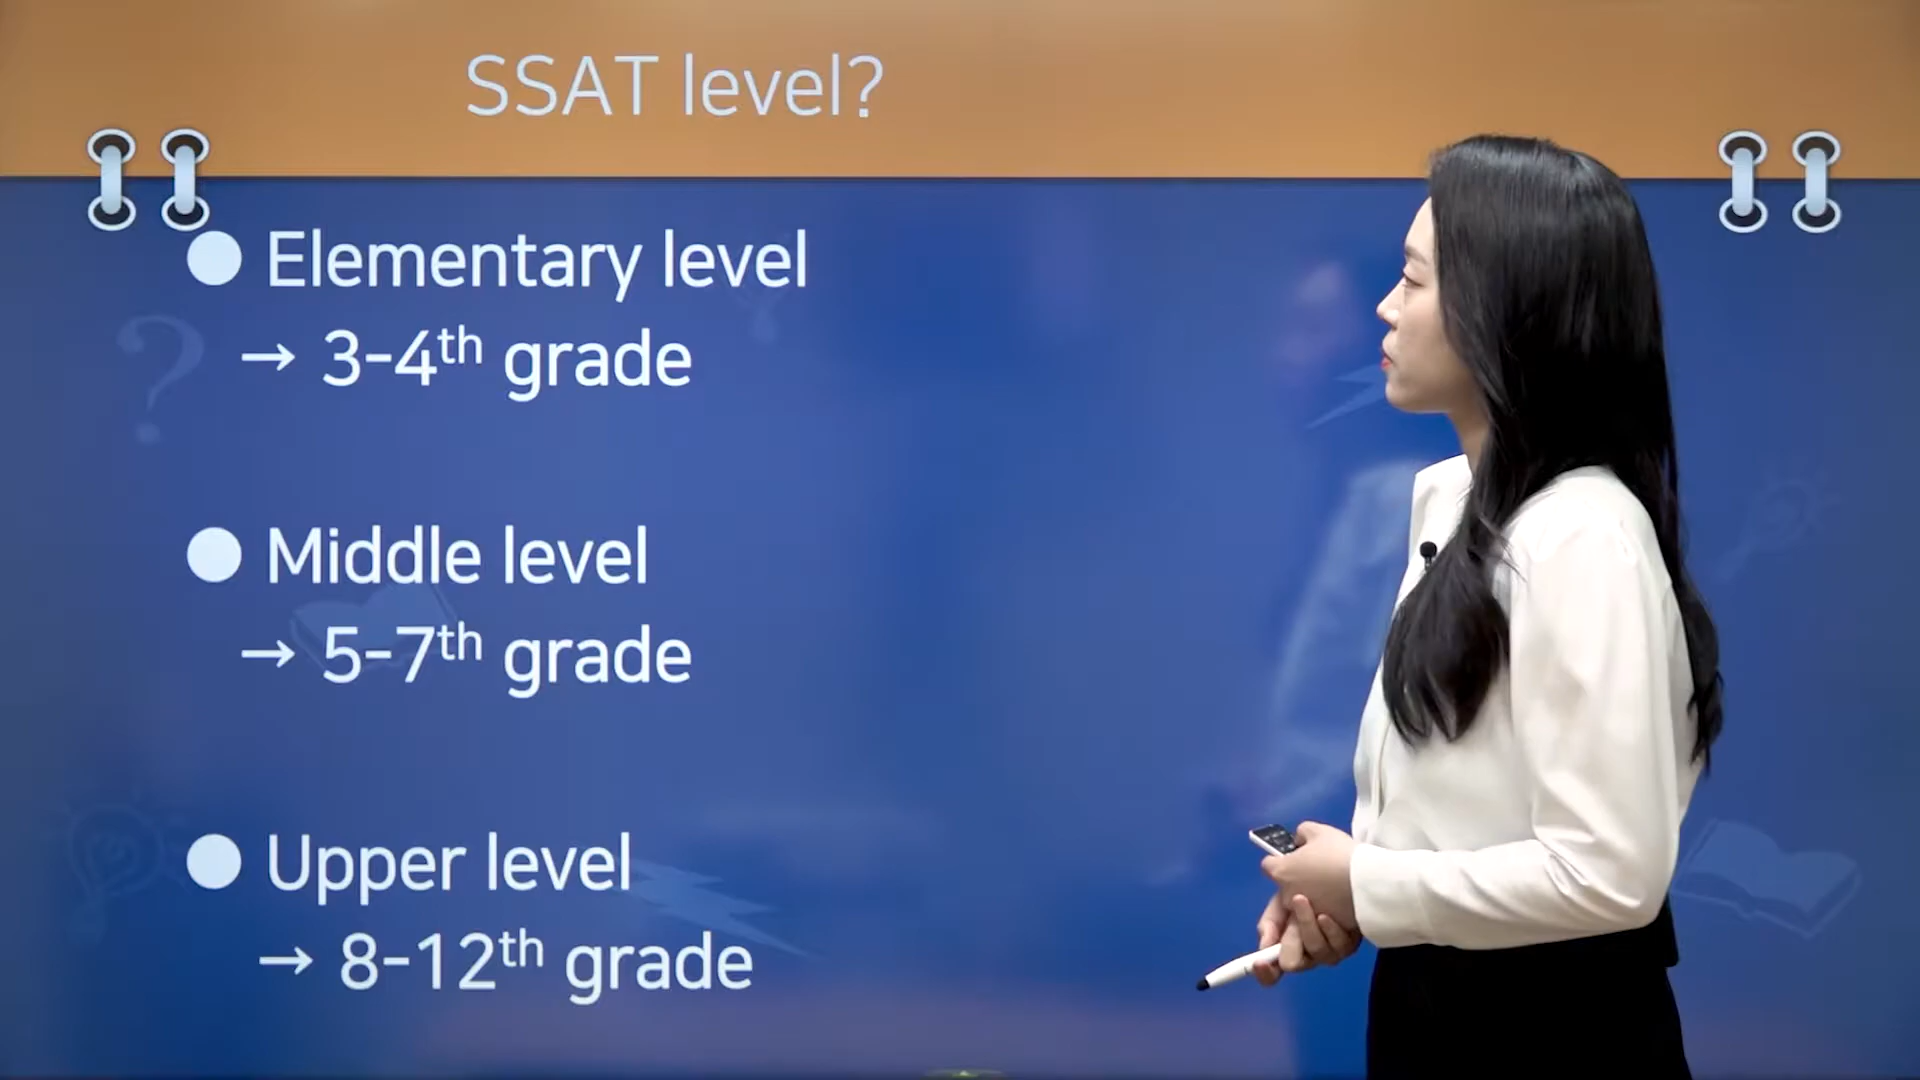 SSAT level?
● Elementary level
→ 3-4th grade
● Middle level
→ 5-7th grade
● Upper level
→ 8-12th grade